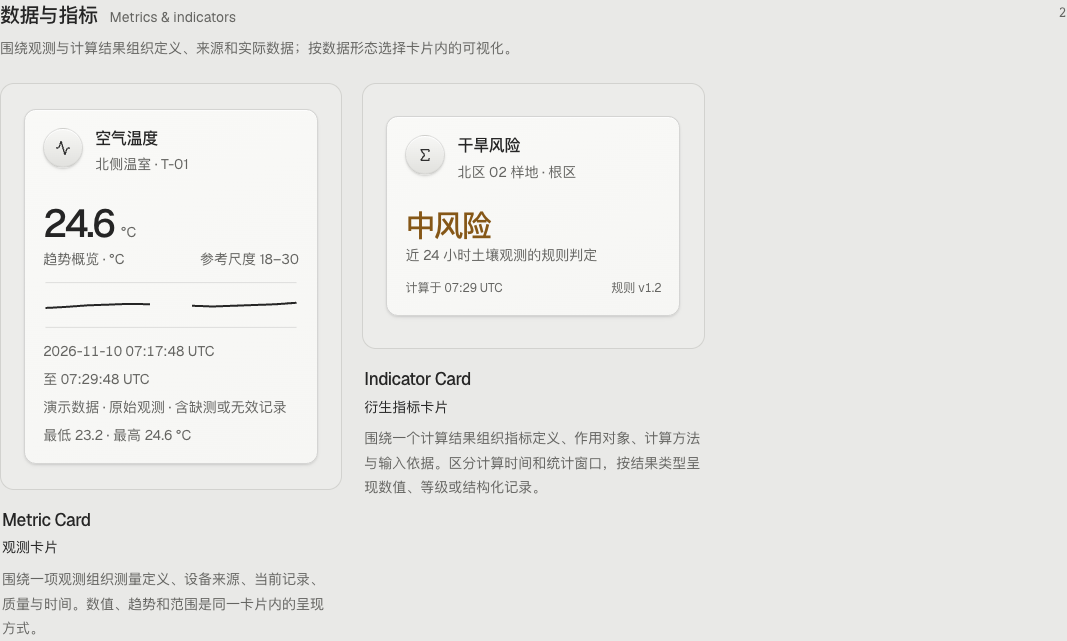 数据与指标 Metrics & indicators
2
围绕观测与计算结果组织定义、来源和实际数据；按数据形态选择卡片内的可视化。
空气温度
北侧温室 · T-01
24.6 °C
趋势概览 · °C 参考尺度 18–30
2026-11-10 07:17:48 UTC
至 07:29:48 UTC
演示数据 · 原始观测 · 含缺测或无效记录
最低 23.2 · 最高 24.6 °C
Metric Card
观测卡片
围绕一项观测组织测量定义、设备来源、当前记录、
质量与时间。数值、趋势和范围是同一卡片内的呈现
方式。
Σ
干旱风险
北区 02 样地 · 根区
中风险
近 24 小时土壤观测的规则判定
计算于 07:29 UTC 规则 v1.2
Indicator Card
衍生指标卡片
围绕一个计算结果组织指标定义、作用对象、计算方法
与输入依据。区分计算时间和统计窗口，按结果类型呈
现数值、等级或结构化记录。